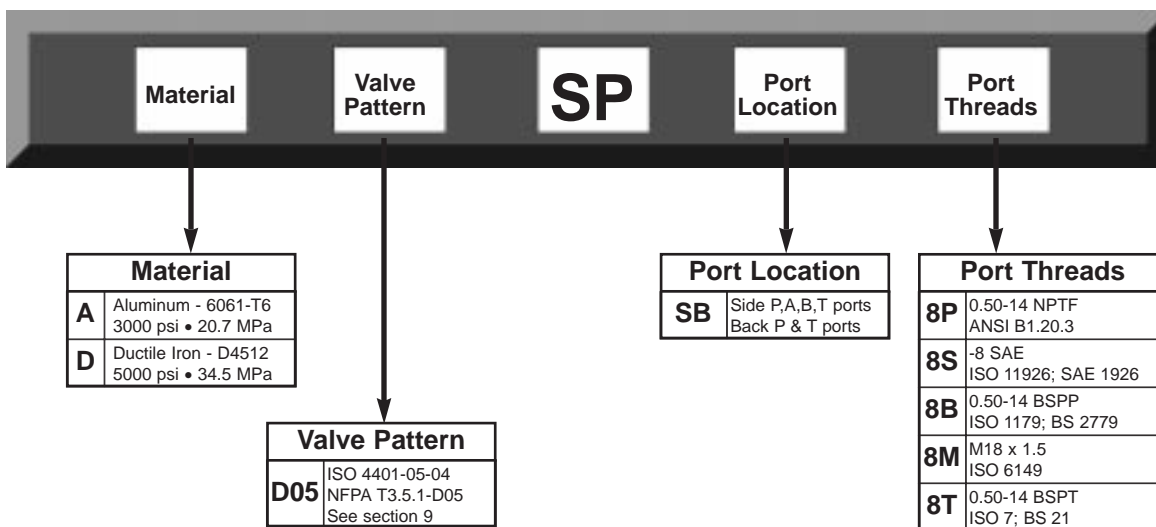 Material
Valve
Pattern
SP
Port
Location
Port
Threads
Material
A
Aluminum - 6061-T6
3000 psi • 20.7 MPa
D
Ductile Iron - D4512
5000 psi • 34.5 MPa
Valve Pattern
D05
ISO 4401-05-04
NFPA T3.5.1-D05
See section 9
Port Location
SB
Side P,A,B,T ports
Back P & T ports
Port Threads
8P
0.50-14 NPTF
ANSI B1.20.3
8S
-8 SAE
ISO 11926; SAE 1926
8B
0.50-14 BSPP
ISO 1179; BS 2779
8M
M18 x 1.5
ISO 6149
8T
0.50-14 BSPT
ISO 7; BS 21